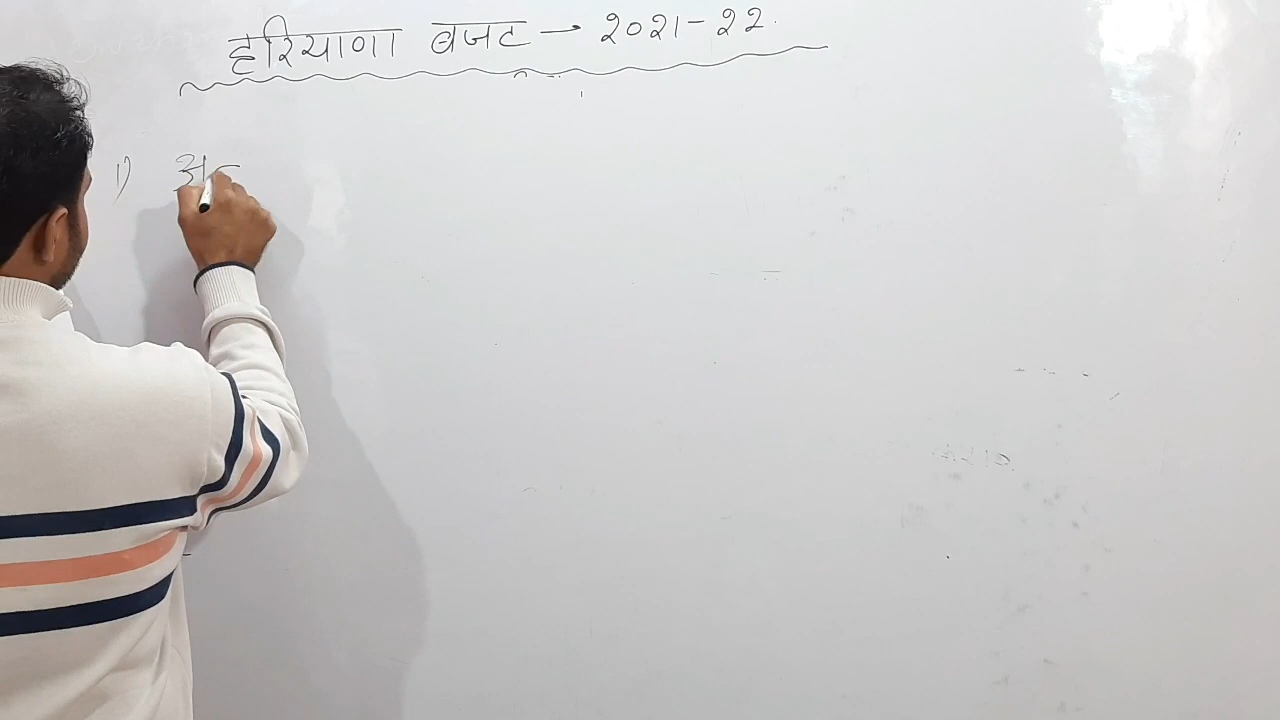 हरियाणा बजट → 2021-22.
1) अ